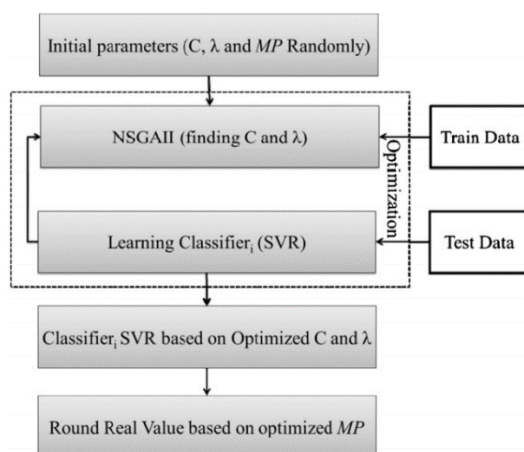 Initial parameters (C, λ and MP Randomly)
NSGAII (finding C and λ)
Train Data
Optimization
Learning Classifierᵢ (SVR)
Test Data
Classifierᵢ SVR based on Optimized C and λ
Round Real Value based on optimized MP